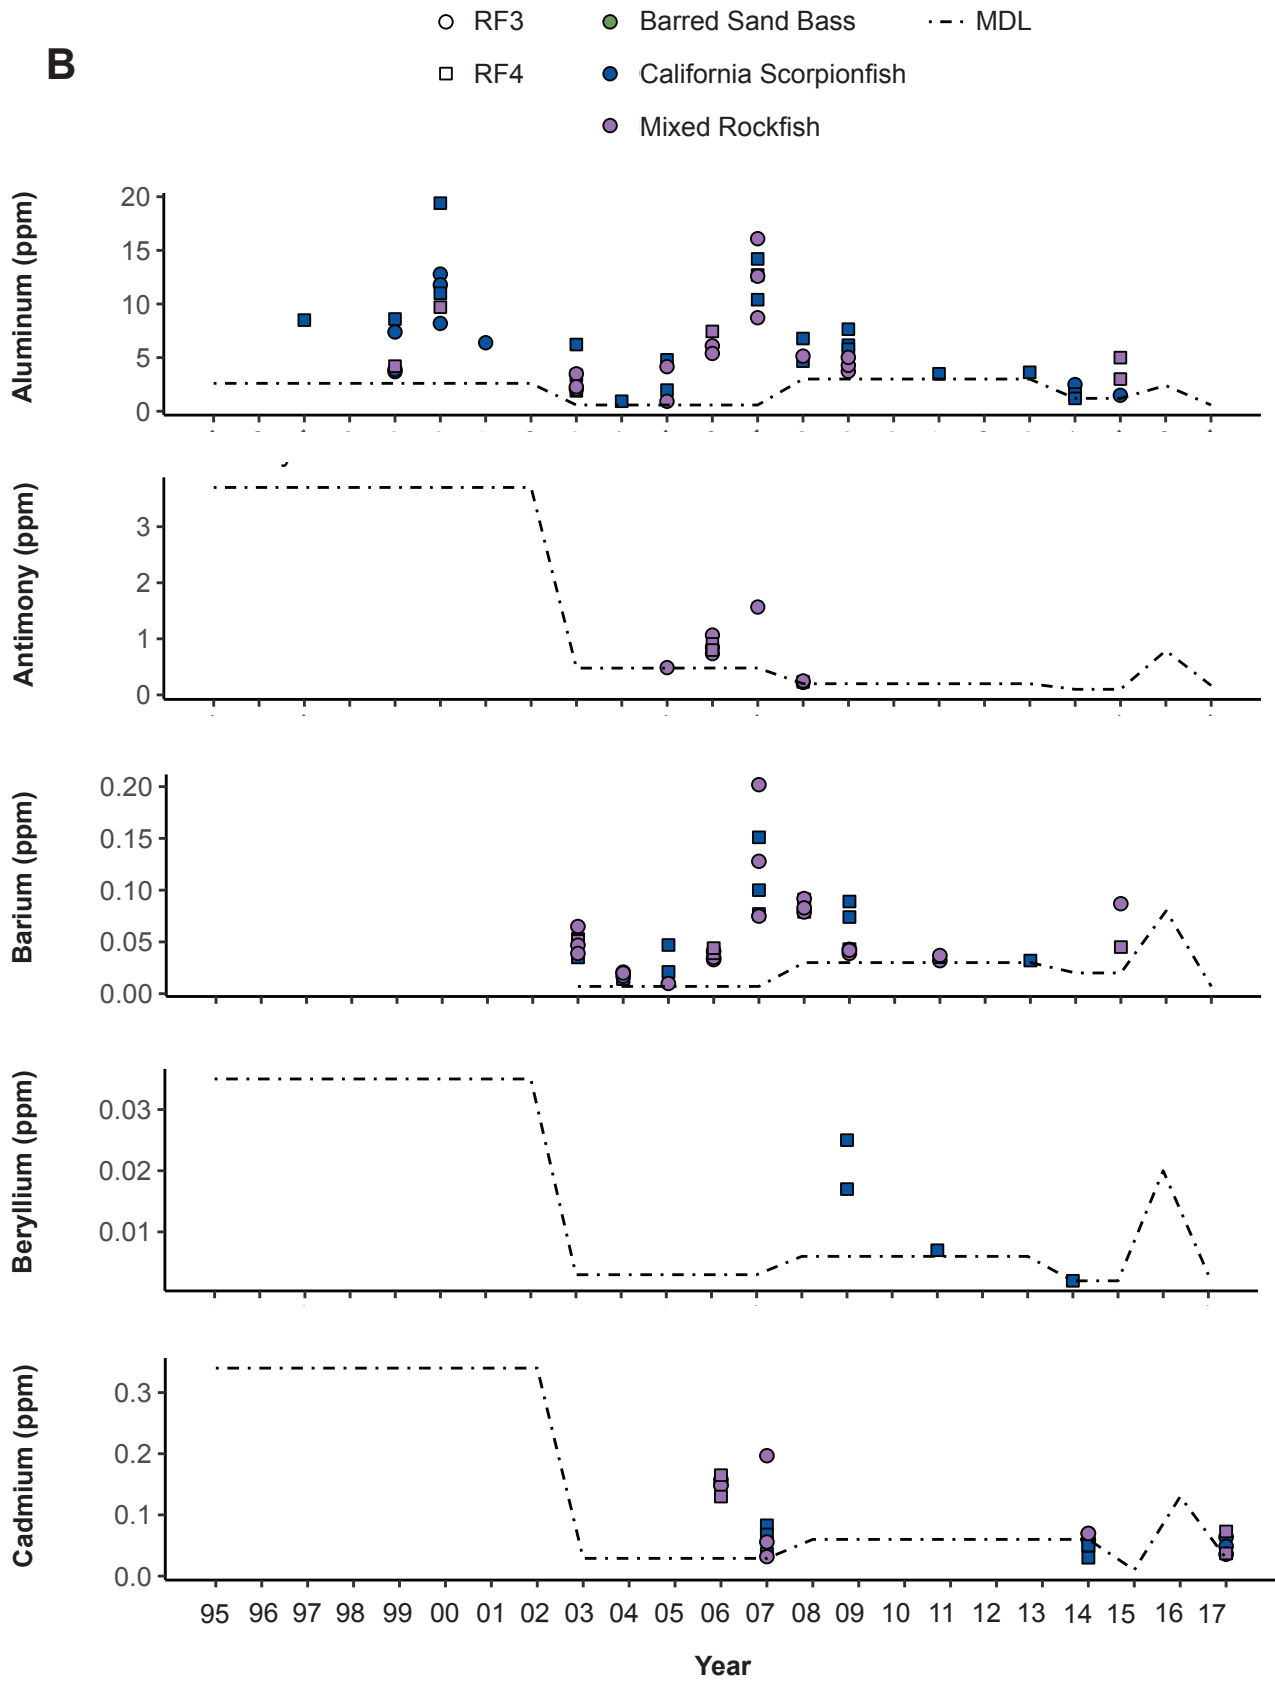 B
RF3
Barred Sand Bass
MDL
RF4
California Scorpionfish
Mixed Rockfish
Aluminum (ppm)
20
15
10
5
0
Antimony (ppm)
3
2
1
0
Barium (ppm)
0.20
0.15
0.10
0.05
0.00
Beryllium (ppm)
0.03
0.02
0.01
Cadmium (ppm)
0.3
0.2
0.1
0.0
95 96 97 98 99 00 01 02 03 04 05 06 07 08 09 10 11 12 13 14 15 16 17
Year